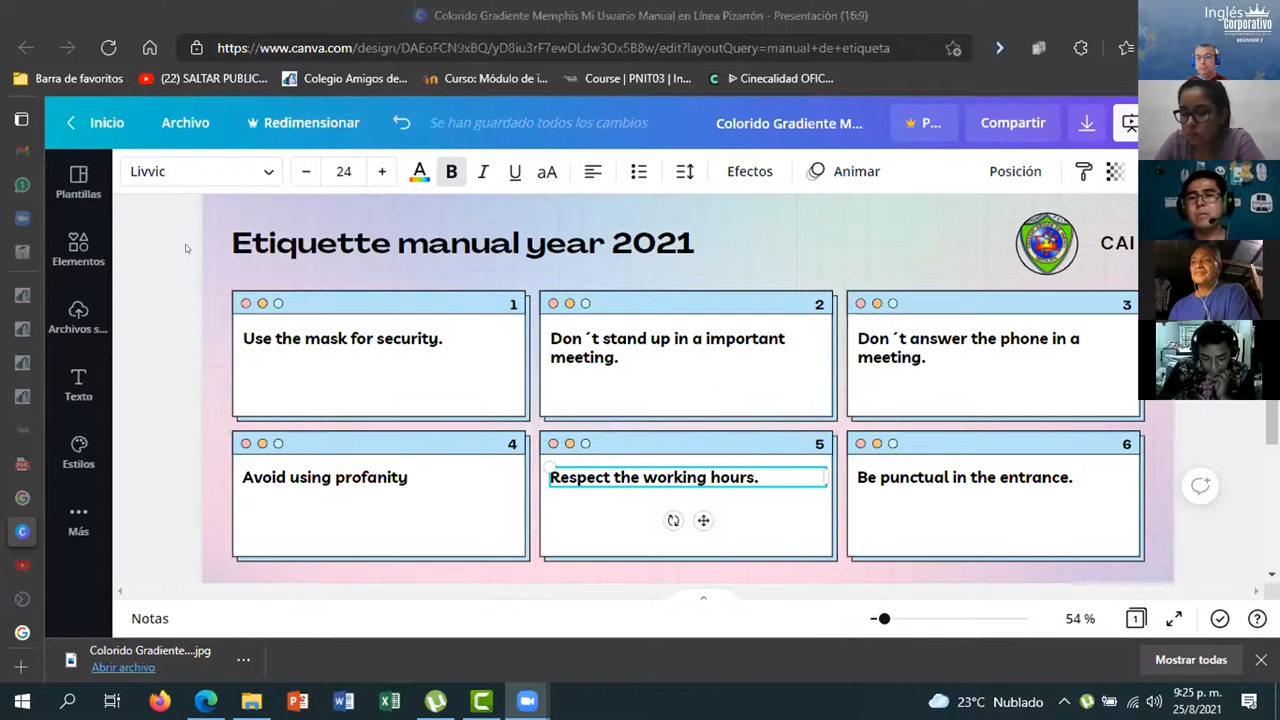 Colorido Gradiente Memphis Mi Usuario Manual en Línea Pizarrón - Presentación (16:9)
https://www.canva.com/design/DAEoFCN9xBQ/yD8iu3rF7ewDLdw3Ox5B8w/edit?layoutQuery=manual+de+etiqueta
Barra de favoritos
(22) SALTAR PUBLIC...
Colegio Amigos de...
Curso: Módulo de i...
Course | PNIT03 | In...
ᐅ Cinecalidad OFIC...
Inglés
Corporativo
BEGINNER 2
Inicio
Archivo
Redimensionar
Se han guardado todos los cambios
Colorido Gradiente M...
P...
Compartir
Livvic
24
A
B
I
U
aA
Efectos
Animar
Posición
Plantillas
Elementos
Archivos s...
Texto
Estilos
Más
Etiquette manual year 2021
CAI
1
Use the mask for security.
2
Don´t stand up in a important
meeting.
3
Don´t answer the phone in a
meeting.
4
Avoid using profanity
5
Respect the working hours.
6
Be punctual in the entrance.
Notas
54 %
1
Colorido Gradiente....jpg
Abrir archivo
Mostrar todas
23°C Nublado
9:25 p. m.
25/8/2021